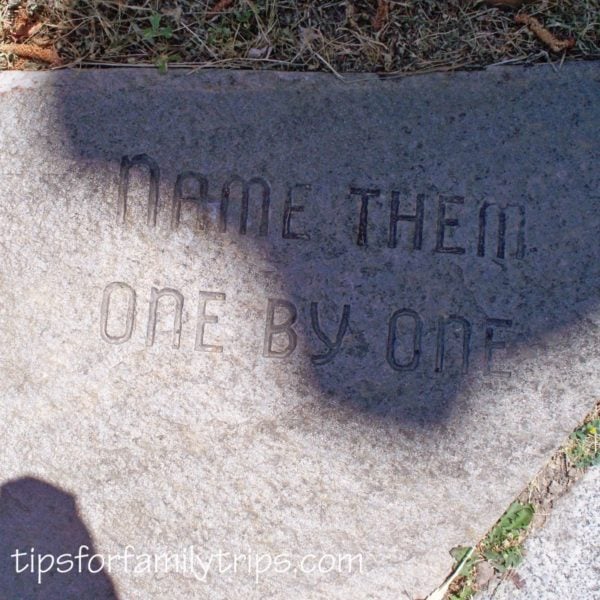 NAME THEM
ONE BY ONE
tipsforfamilytrips.com